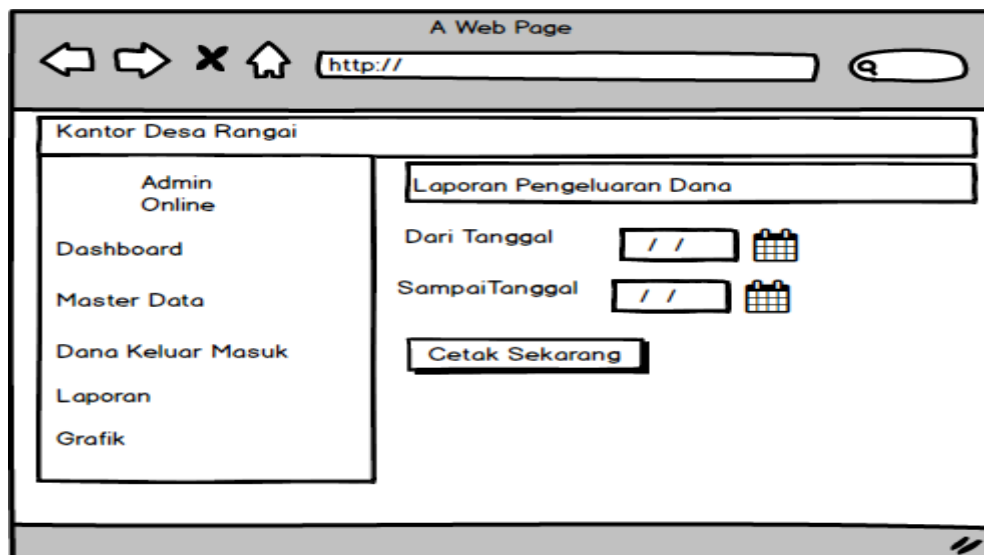 A Web Page
http://
Kantor Desa Rangai
Admin
Online
Dashboard
Master Data
Dana Keluar Masuk
Laporan
Grafik
Laporan Pengeluaran Dana
Dari Tanggal / /
SampaiTanggal / /
Cetak Sekarang